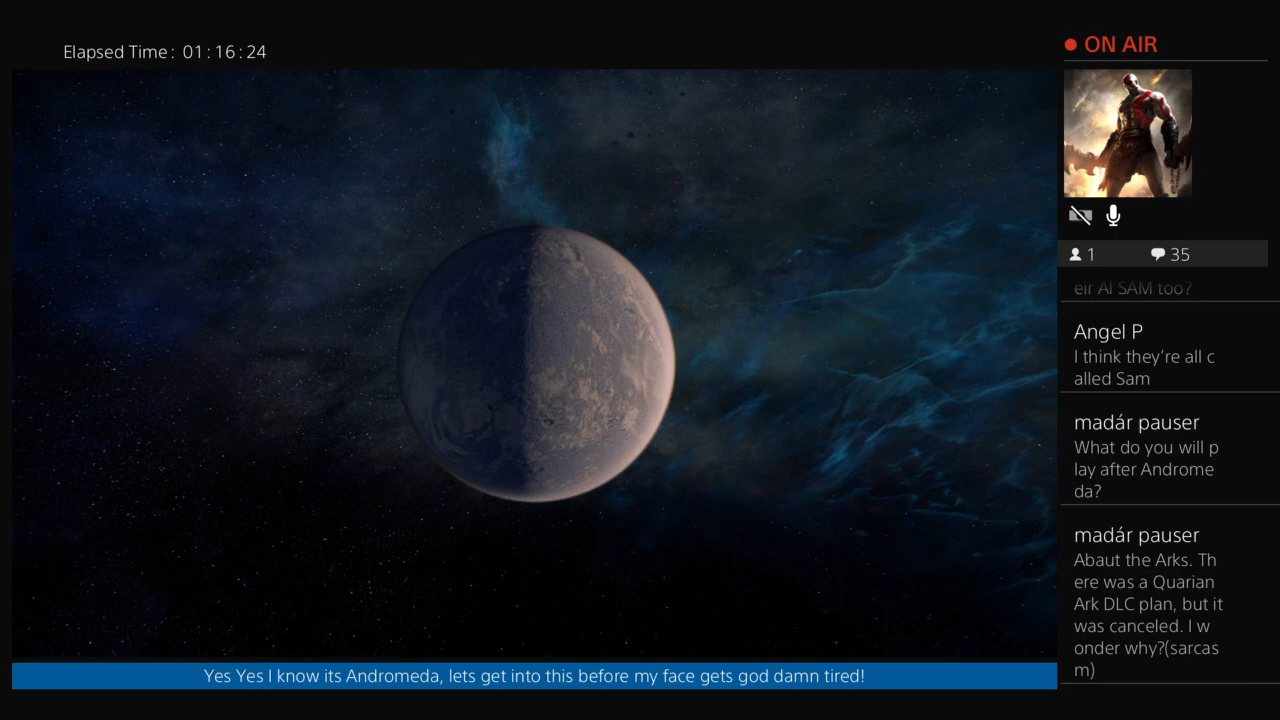 Elapsed Time: 01:16:24
ON AIR
1
35
eir AI SAM too?
Angel P
I think they're all c
alled Sam
madár pauser
What do you will p
lay after Androme
da?
madár pauser
Abaut the Arks. Th
ere was a Quarian
Ark DLC plan, but it
was canceled. I w
onder why?(sarcas
m)
Yes Yes I know its Andromeda, lets get into this before my face gets god damn tired!